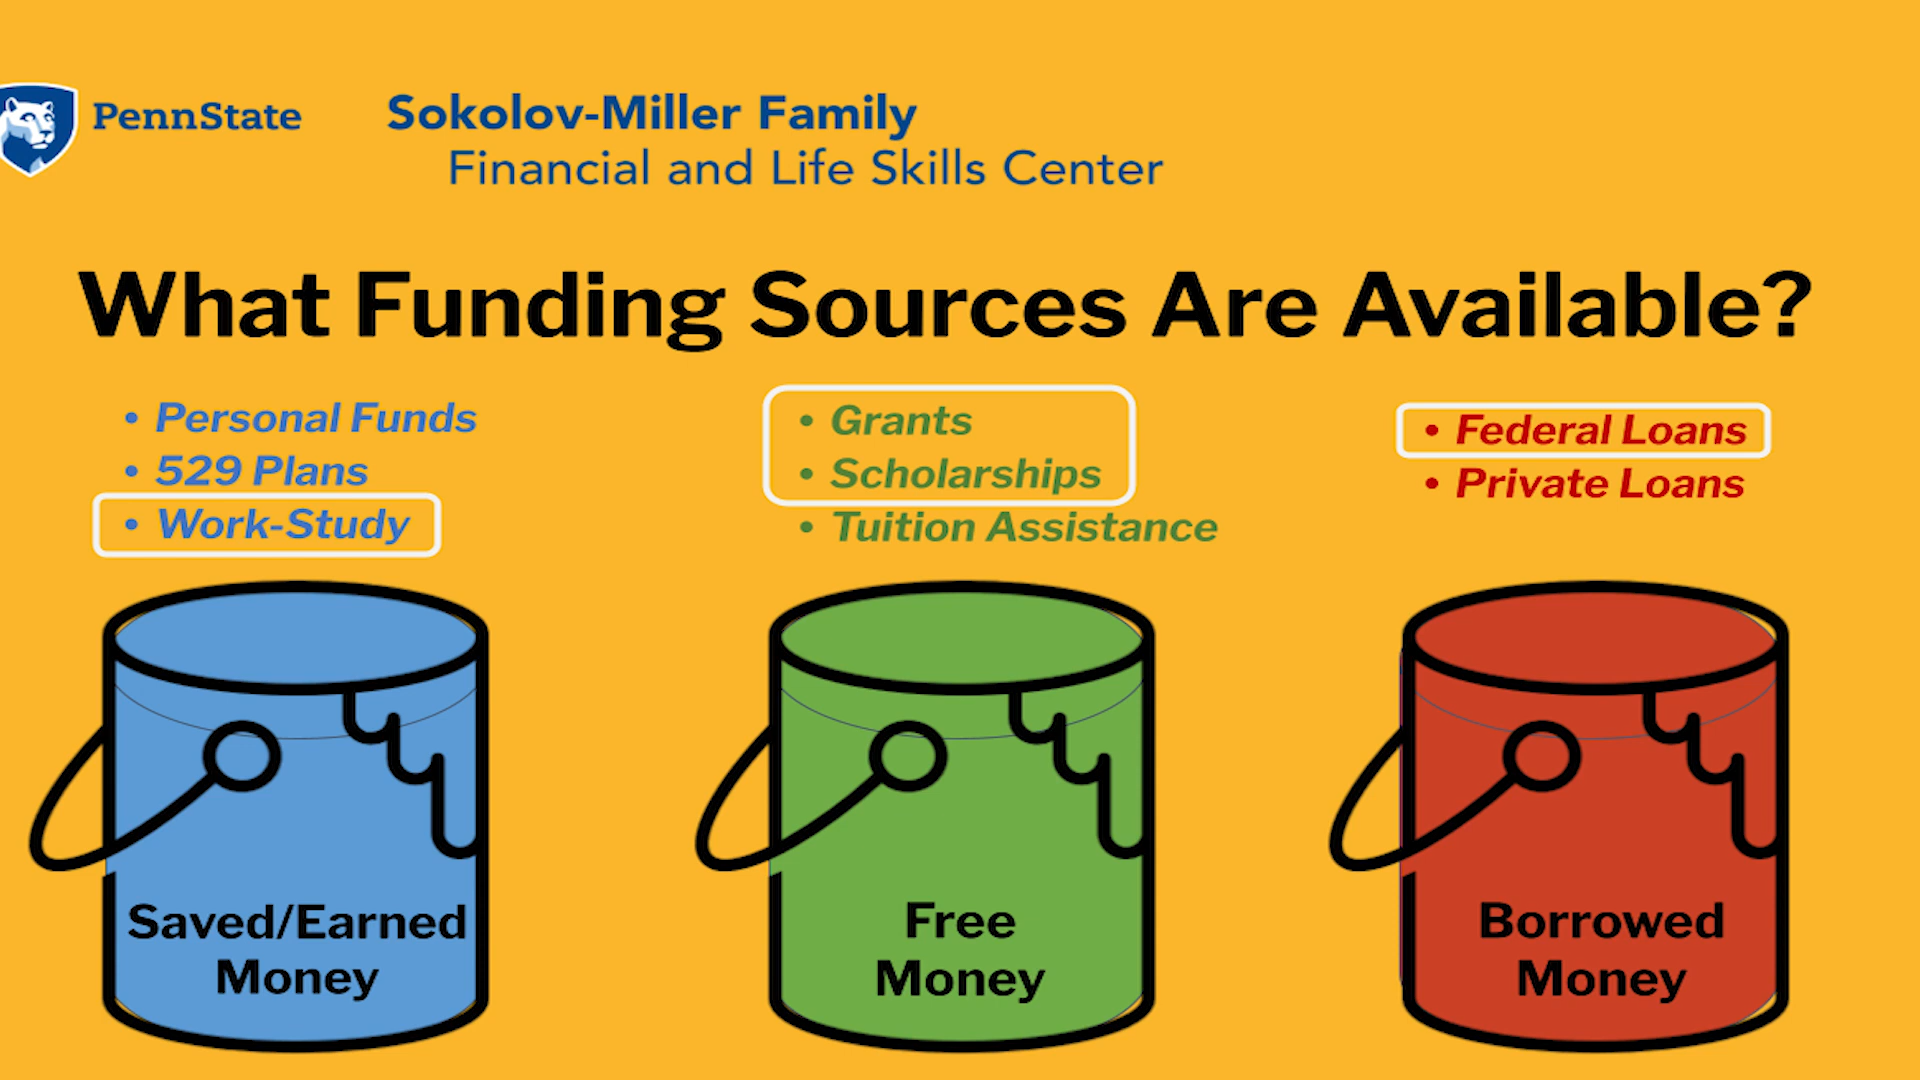 PennState
Sokolov-Miller Family
Financial and Life Skills Center
What Funding Sources Are Available?
• Personal Funds
• 529 Plans
• Work-Study
• Grants
• Scholarships
• Tuition Assistance
• Federal Loans
• Private Loans
Saved/Earned
Money
Free
Money
Borrowed
Money